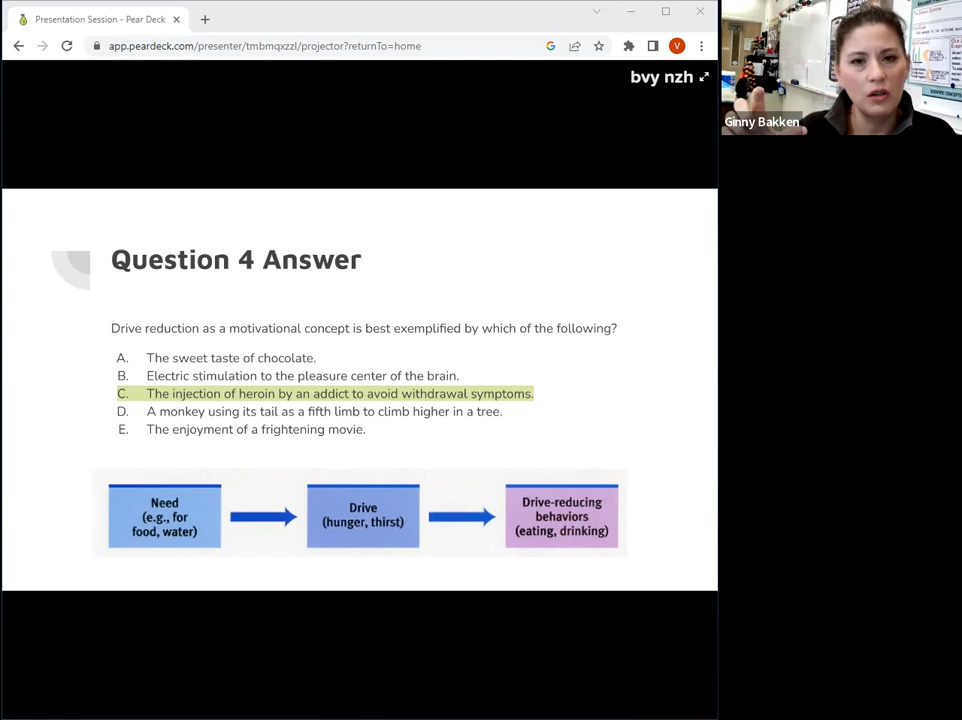 Presentation Session - Pear Deck
app.peardeck.com/presenter/tmbmqxzzl/projector?returnTo=home
V
bvy nzh
Ginny Bakken
Question 4 Answer
Drive reduction as a motivational concept is best exemplified by which of the following?
A. The sweet taste of chocolate.
B. Electric stimulation to the pleasure center of the brain.
C. The injection of heroin by an addict to avoid withdrawal symptoms.
D. A monkey using its tail as a fifth limb to climb higher in a tree.
E. The enjoyment of a frightening movie.
Need
(e.g., for
food, water)
Drive
(hunger, thirst)
Drive-reducing
behaviors
(eating, drinking)